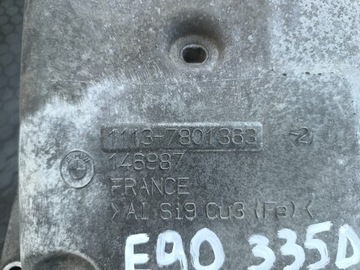 1113-7801383 -2
146987
FRANCE
>Al Si9 Cu3 (Fe)<
E90 335D